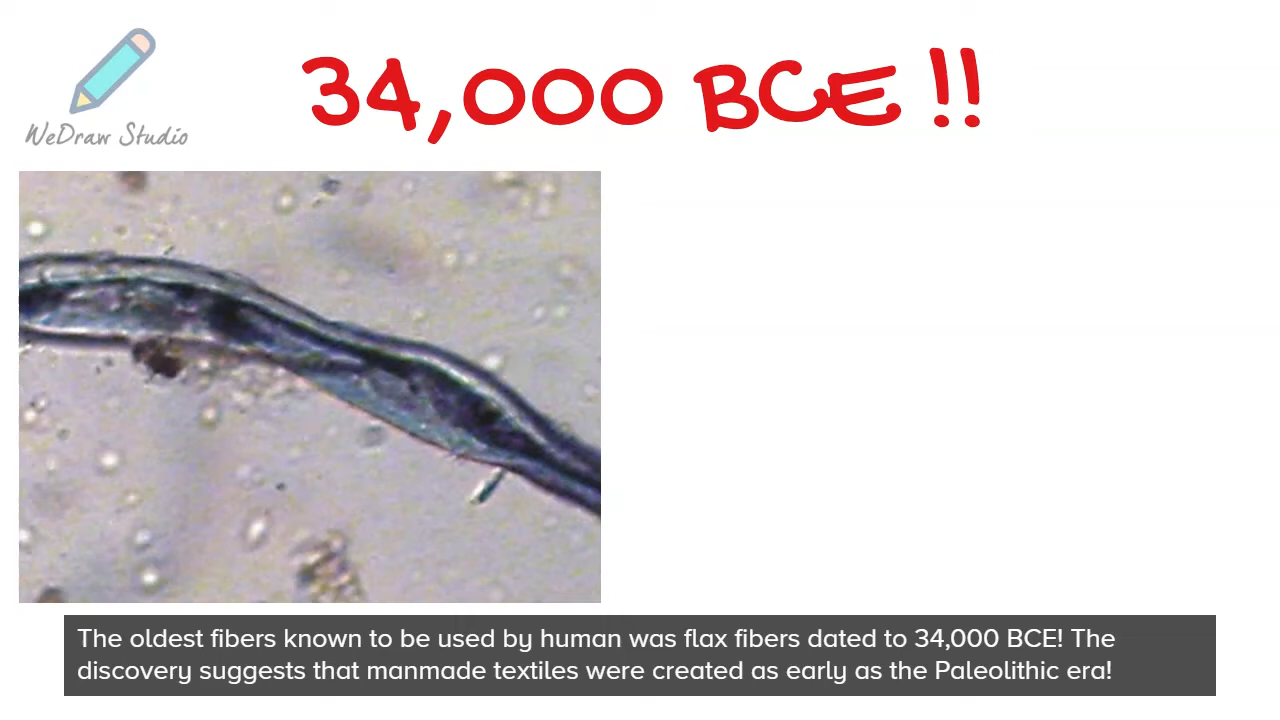 34,000 BCE!!
WeDraw Studio
The oldest fibers known to be used by human was flax fibers dated to 34,000 BCE! The
discovery suggests that manmade textiles were created as early as the Paleolithic era!